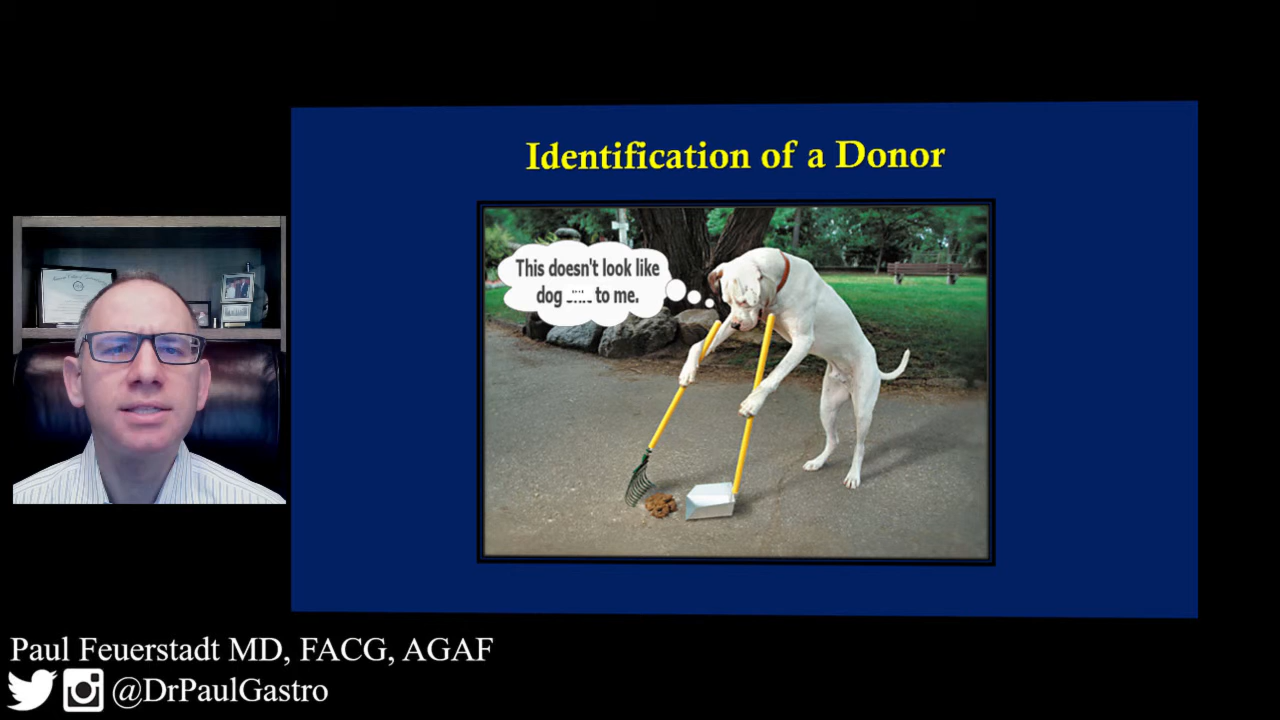 Identification of a Donor
This doesn't look like
dog to me.
Paul Feuerstadt MD, FACG, AGAF
@DrPaulGastro